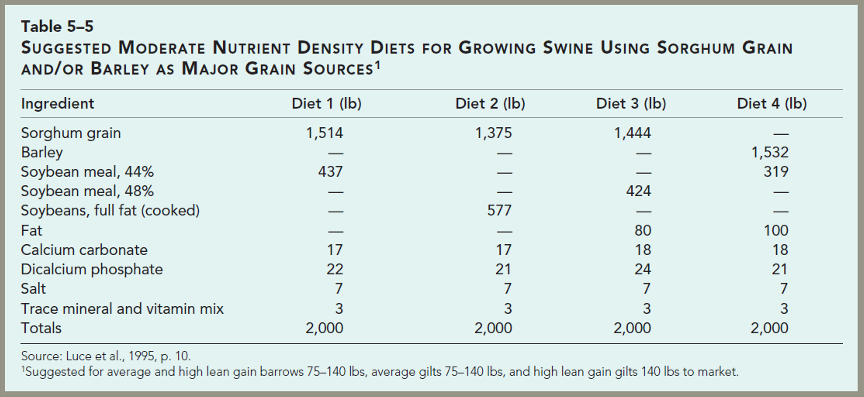 Table 5–5
SUGGESTED MODERATE NUTRIENT DENSITY DIETS FOR GROWING SWINE USING SORGHUM GRAIN
AND/OR BARLEY AS MAJOR GRAIN SOURCES¹
Ingredient Diet 1 (lb) Diet 2 (lb) Diet 3 (lb) Diet 4 (lb)
Sorghum grain 1,514 1,375 1,444 —
Barley — — — 1,532
Soybean meal, 44% 437 — — 319
Soybean meal, 48% — — 424 —
Soybeans, full fat (cooked) — 577 — —
Fat — — 80 100
Calcium carbonate 17 17 18 18
Dicalcium phosphate 22 21 24 21
Salt 7 7 7 7
Trace mineral and vitamin mix 3 3 3 3
Totals 2,000 2,000 2,000 2,000
Source: Luce et al., 1995, p. 10.
¹Suggested for average and high lean gain barrows 75–140 lbs, average gilts 75–140 lbs, and high lean gain gilts 140 lbs to market.